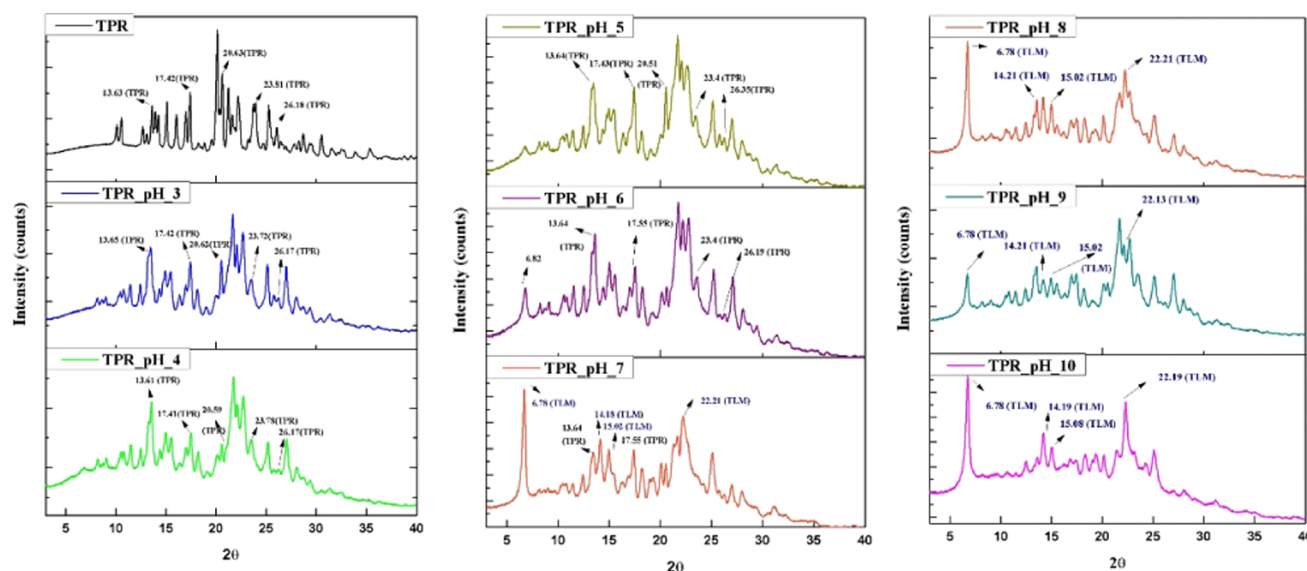 TPR
13.63 (TPR)
17.42(TPR)
20.63(TPR)
23.81 (TPR)
26.18 (TPR)
TPR_pH_3
13.65 (TPR)
17.42 (TPR)
20.62(TPR)
23.72(TPR)
26.17 (TPR)
TPR_pH_4
13.61 (TPR)
17.41(TPR)
20.59
(TPR)
23.78(TPR)
26.17(TPR)
Intensity (counts)
5 10 15 20 25 30 35 40
2θ
TPR_pH_5
13.64(TPR)
17.43(TPR)
20.51
(TPR)
23.4 (TPR)
26.35(TPR)
TPR_pH_6
6.82
13.64
(TPR)
17.55 (TPR)
23.4 (TPR)
26.19 (TPR)
TPR_pH_7
6.78 (TLM)
13.64
(TPR)
14.18 (TLM)
15.02 (TLM)
17.55 (TPR)
22.21 (TLM)
Intensity (counts)
5 10 15 20 25 30 35 40
2θ
TPR_pH_8
6.78 (TLM)
14.21 (TLM)
15.02 (TLM)
22.21 (TLM)
TPR_pH_9
6.78 (TLM)
14.21 (TLM)
15.02
(TLM)
22.13 (TLM)
TPR_pH_10
6.78 (TLM)
14.19 (TLM)
15.08 (TLM)
22.19 (TLM)
Intensity (counts)
5 10 15 20 25 30 35 40
2θ